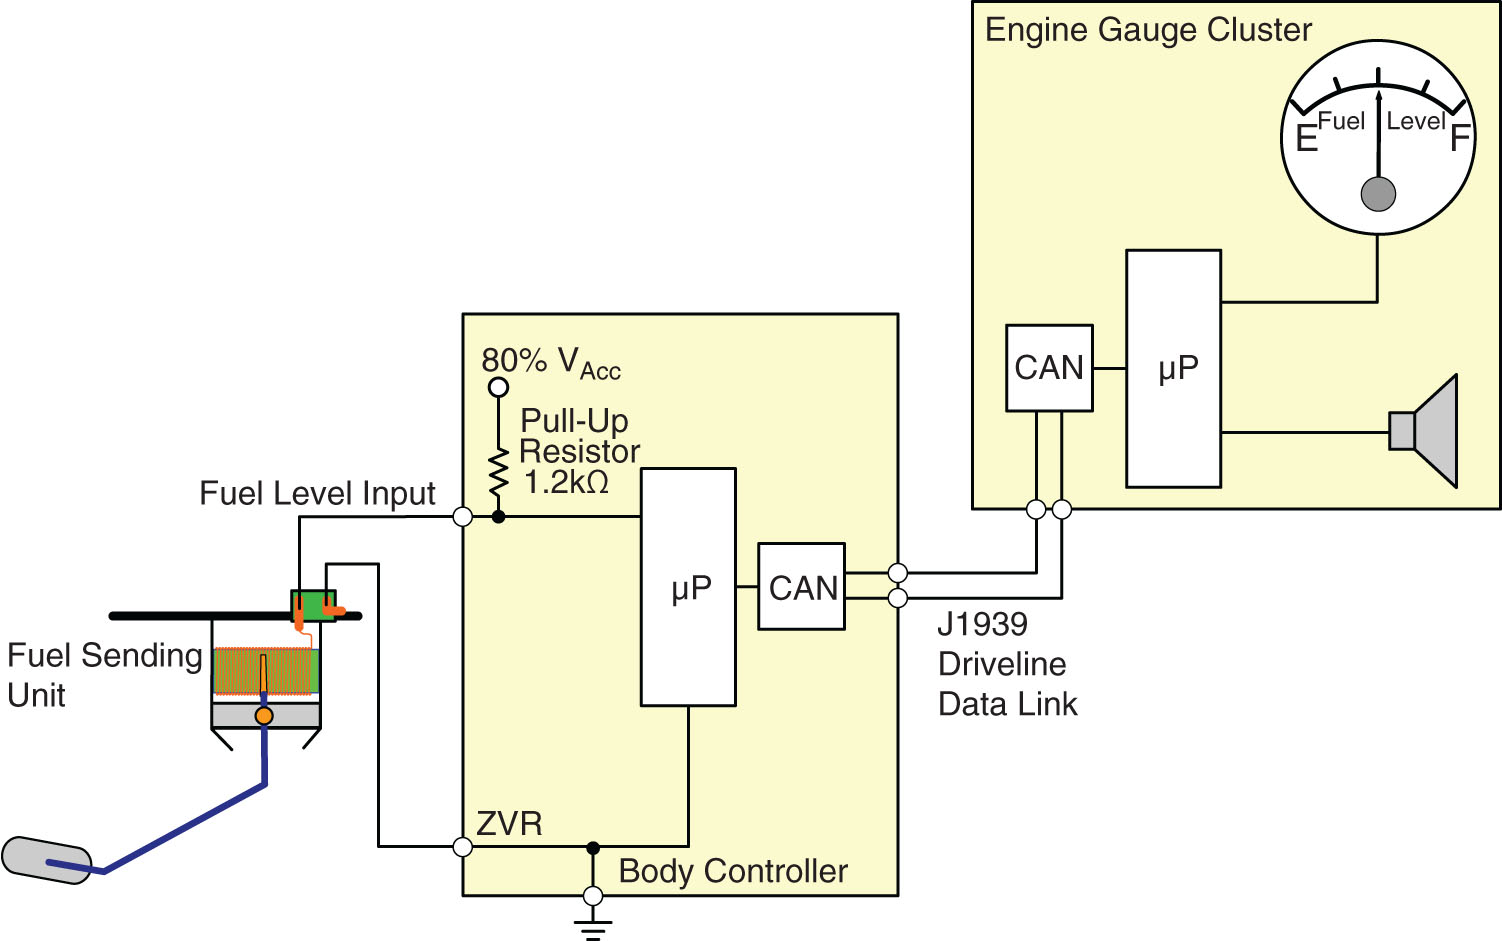 Engine Gauge Cluster
Fuel Level
E F
CAN
µP
80% VAcc
Pull-Up
Resistor
1.2kΩ
Fuel Level Input
µP
CAN
J1939
Driveline
Data Link
Fuel Sending
Unit
ZVR
Body Controller